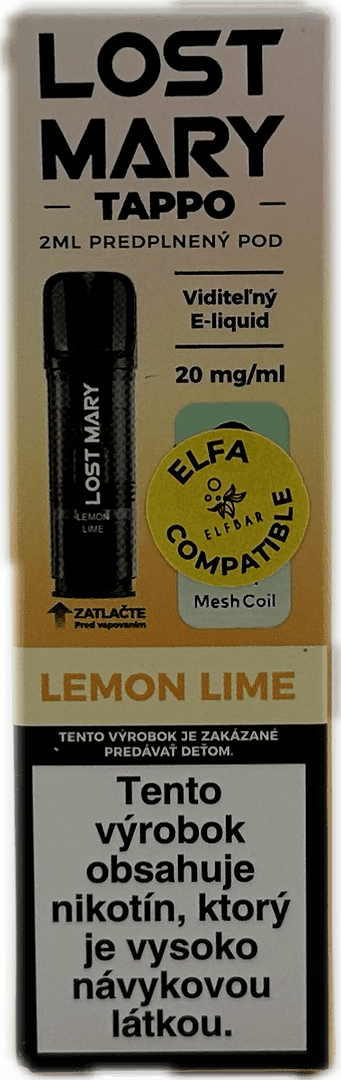 LOST
MARY
— TAPPO —
2ML PREDPLNENÝ POD
Viditeľný
E-liquid
20 mg/ml
LOST MARY
LEMON
LIME
ELFA
ELFBAR
COMPATIBLE
Mesh Coil
ZATLAČTE
Pred vapovaním
LEMON LIME
TENTO VÝROBOK JE ZAKÁZANÉ
PREDÁVAŤ DEŤOM.
Tento
výrobok
obsahuje
nikotín, ktorý
je vysoko
návykovou
látkou.